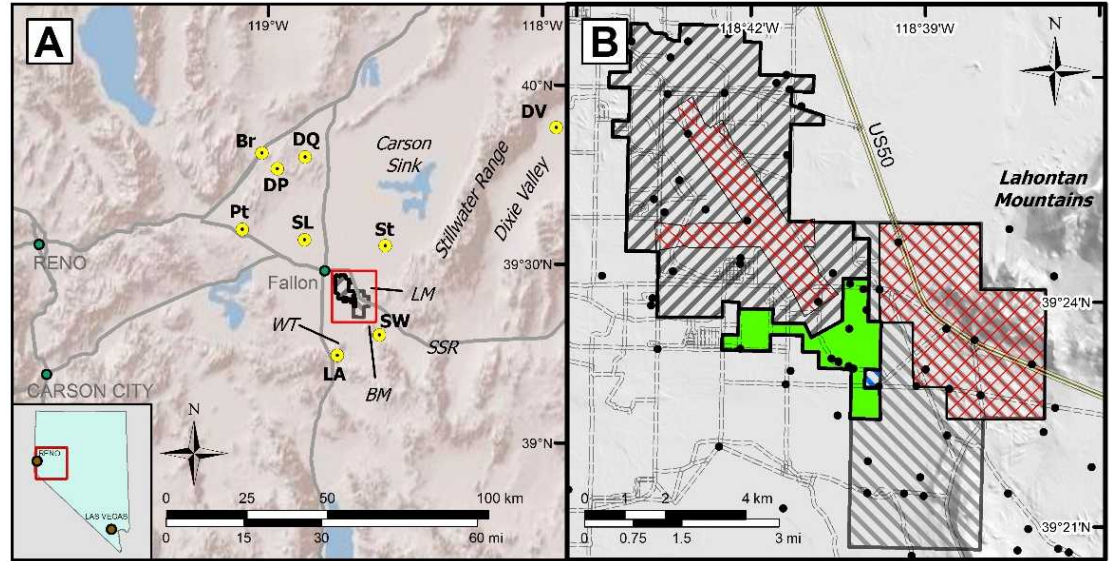 A
119°W
118°W
N
40°N
DV
Br
DQ
DP
Carson
Sink
Stillwater Range
Dixie Valley
Pt
SL
St
RENO
39°30'N
Fallon
LM
WT
SW
SSR
LA
BM
CARSON CITY
N
39°N
RENO
LAS VEGAS
0 25 50 100 km
0 15 30 60 mi
B
118°42'W
118°39'W
N
US50
Lahontan
Mountains
39°24'N
0 1 2 4 km
0 0.75 1.5 3 mi
39°21'N